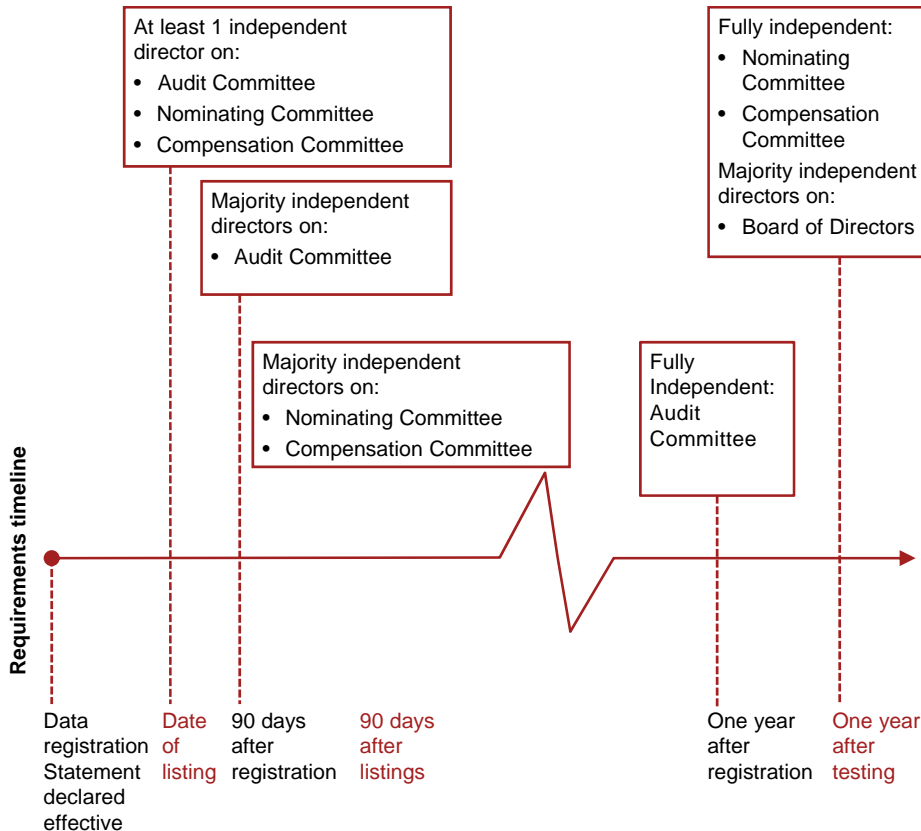 At least 1 independent
director on:
• Audit Committee
• Nominating Committee
• Compensation Committee
Majority independent
directors on:
• Audit Committee
Majority independent
directors on:
• Nominating Committee
• Compensation Committee
Fully
Independent:
Audit
Committee
Fully independent:
• Nominating
Committee
• Compensation
Committee
Majority independent
directors on:
• Board of Directors
Requirements timeline
Data
registration
Statement
declared
effective
Date
of
listing
90 days
after
registration
90 days
after
listings
One year
after
registration
One year
after
testing